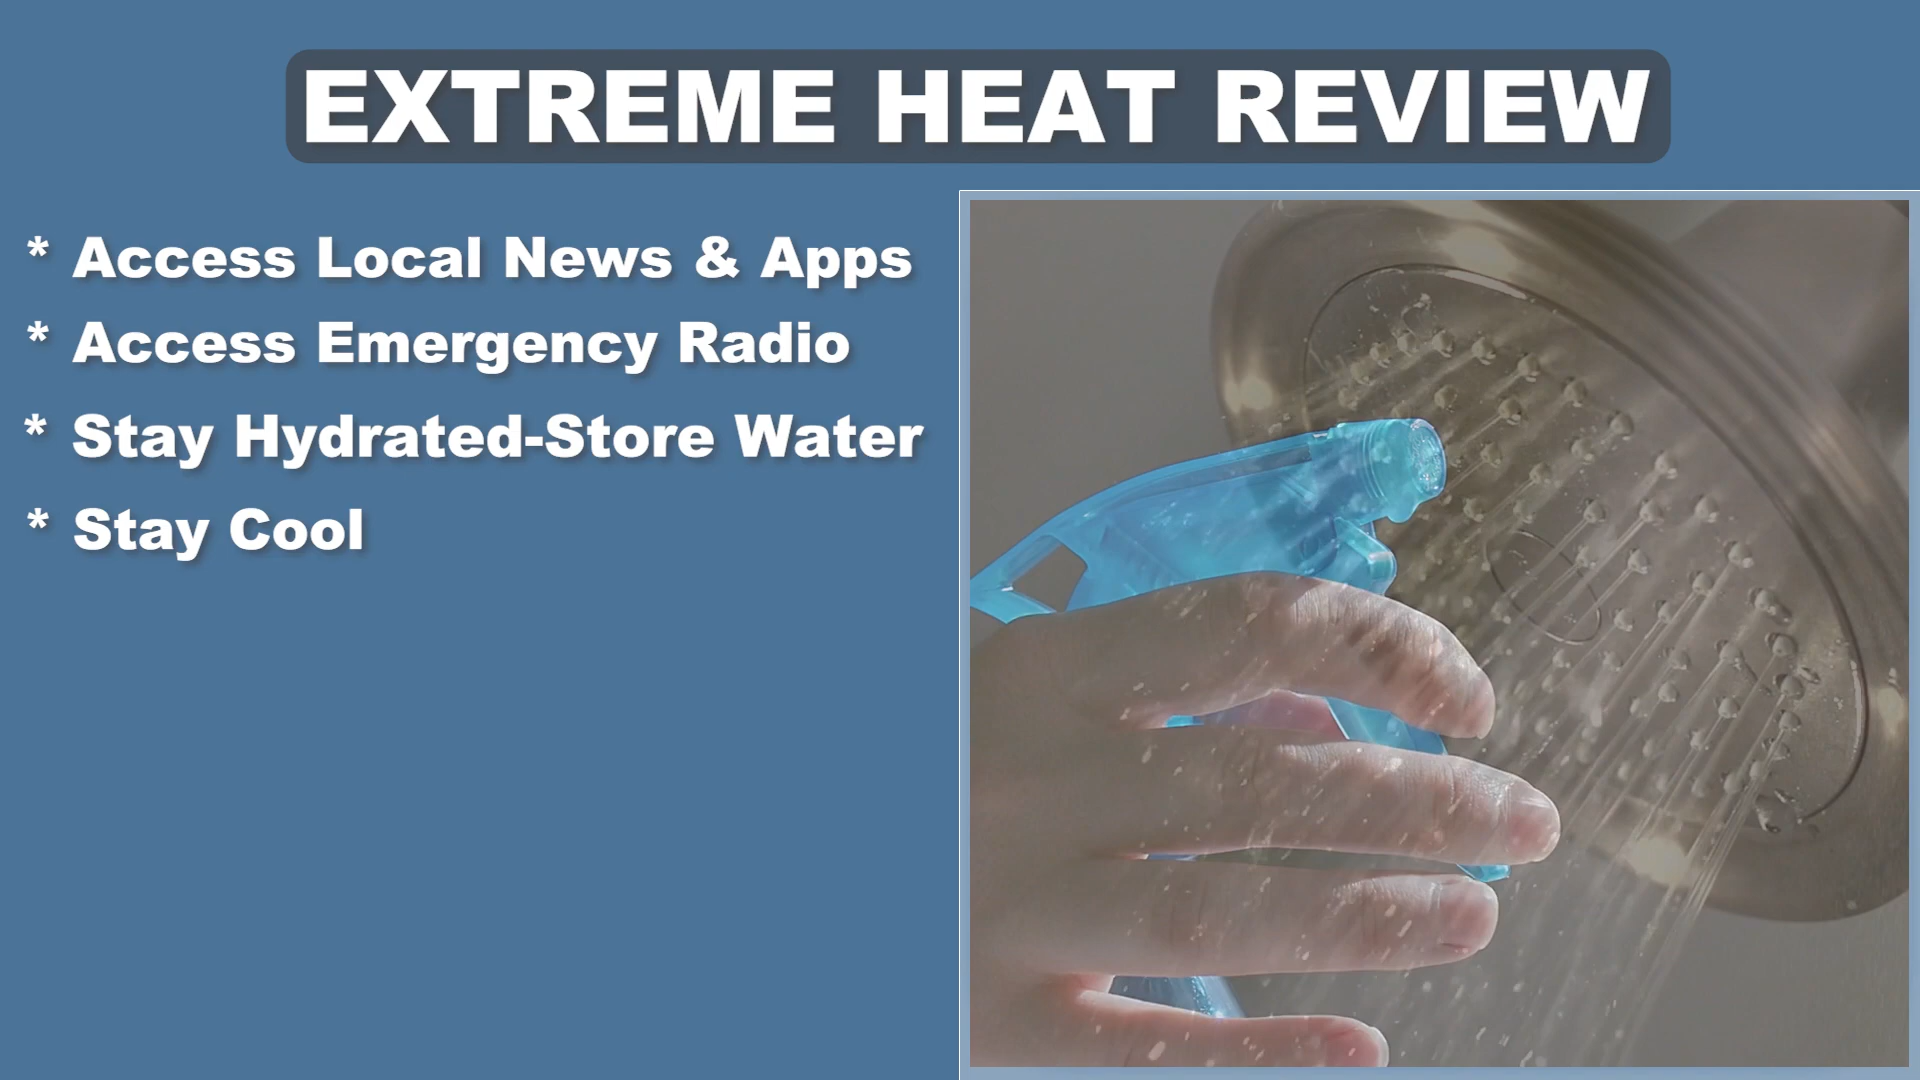 EXTREME HEAT REVIEW
* Access Local News & Apps
* Access Emergency Radio
* Stay Hydrated-Store Water
* Stay Cool